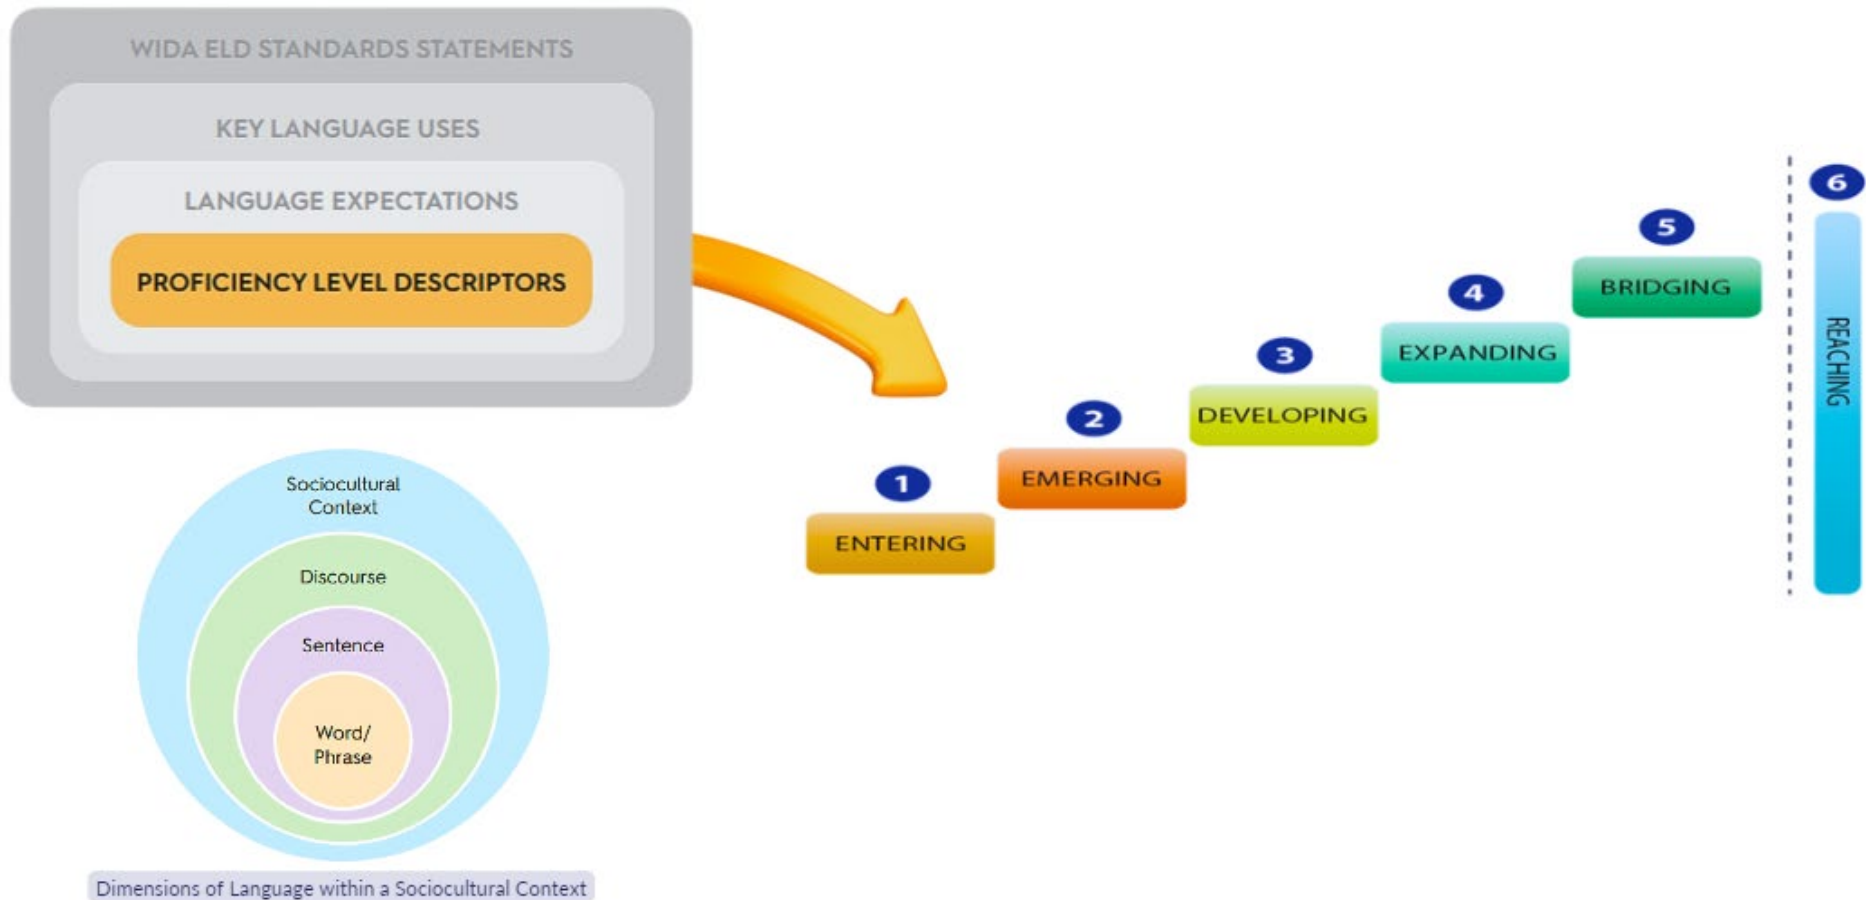 WIDA ELD STANDARDS STATEMENTS
KEY LANGUAGE USES
LANGUAGE EXPECTATIONS
PROFICIENCY LEVEL DESCRIPTORS
1
ENTERING
2
EMERGING
3
DEVELOPING
4
EXPANDING
5
BRIDGING
6
REACHING
Sociocultural
Context
Discourse
Sentence
Word/
Phrase
Dimensions of Language within a Sociocultural Context